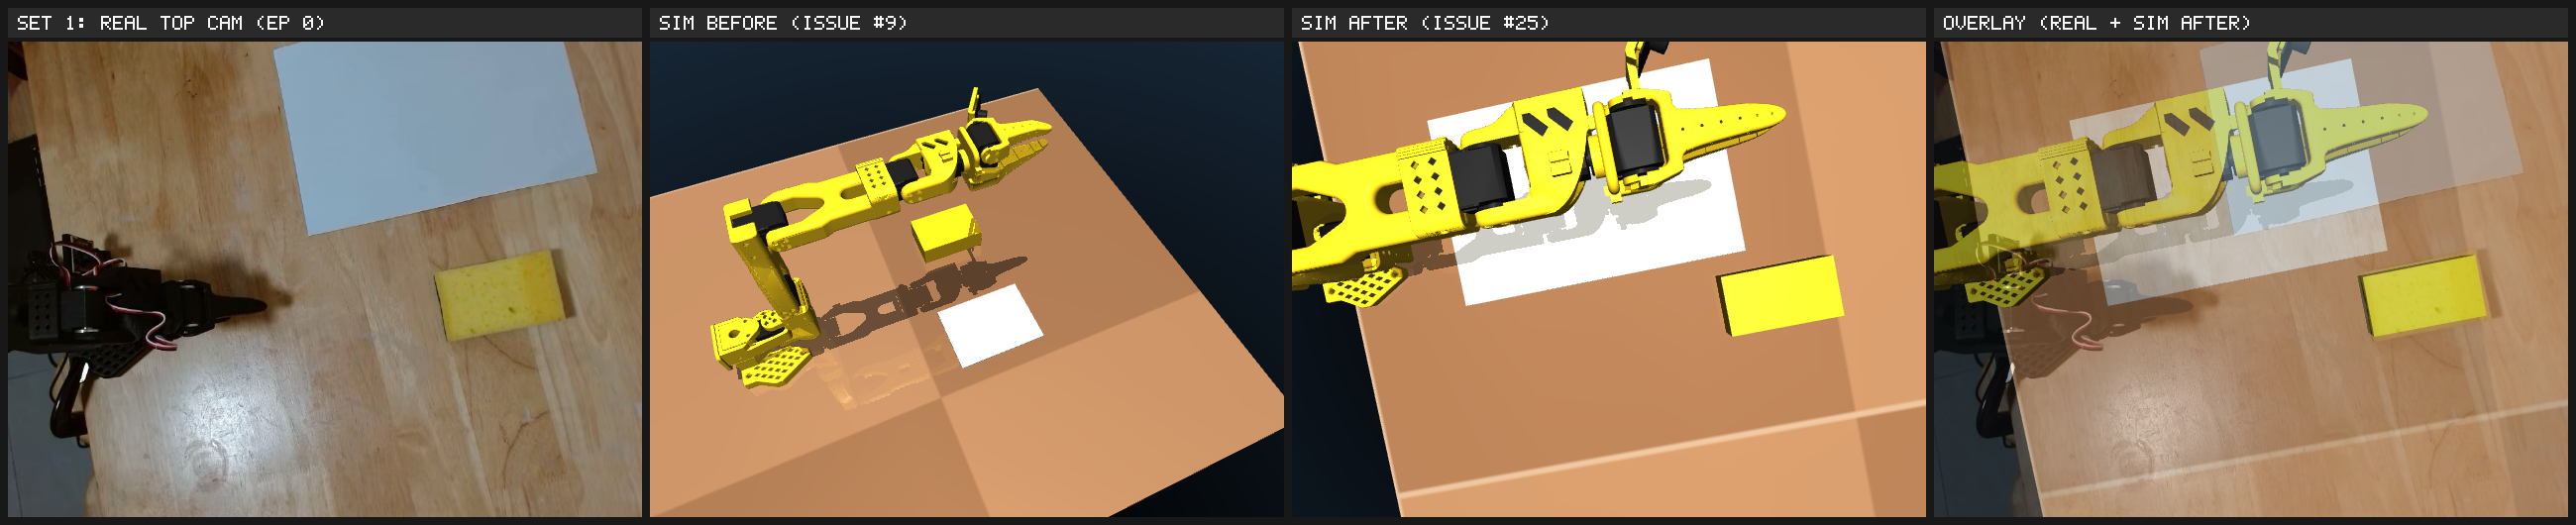 SET 1: REAL TOP CAM (EP 0)
SIM BEFORE (ISSUE #9)
SIM AFTER (ISSUE #25)
OVERLAY (REAL + SIM AFTER)